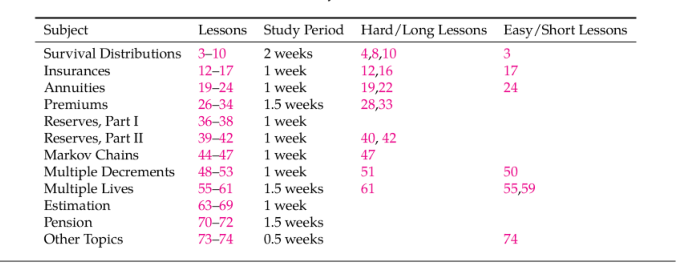 Subject Lessons Study Period Hard/Long Lessons Easy/Short Lessons
Survival Distributions 3–10 2 weeks 4,8,10 3
Insurances 12–17 1 week 12,16 17
Annuities 19–24 1 week 19,22 24
Premiums 26–34 1.5 weeks 28,33
Reserves, Part I 36–38 1 week
Reserves, Part II 39–42 1 week 40, 42
Markov Chains 44–47 1 week 47
Multiple Decrements 48–53 1 week 51 50
Multiple Lives 55–61 1.5 weeks 61 55,59
Estimation 63–69 1 week
Pension 70–72 1.5 weeks
Other Topics 73–74 0.5 weeks 74